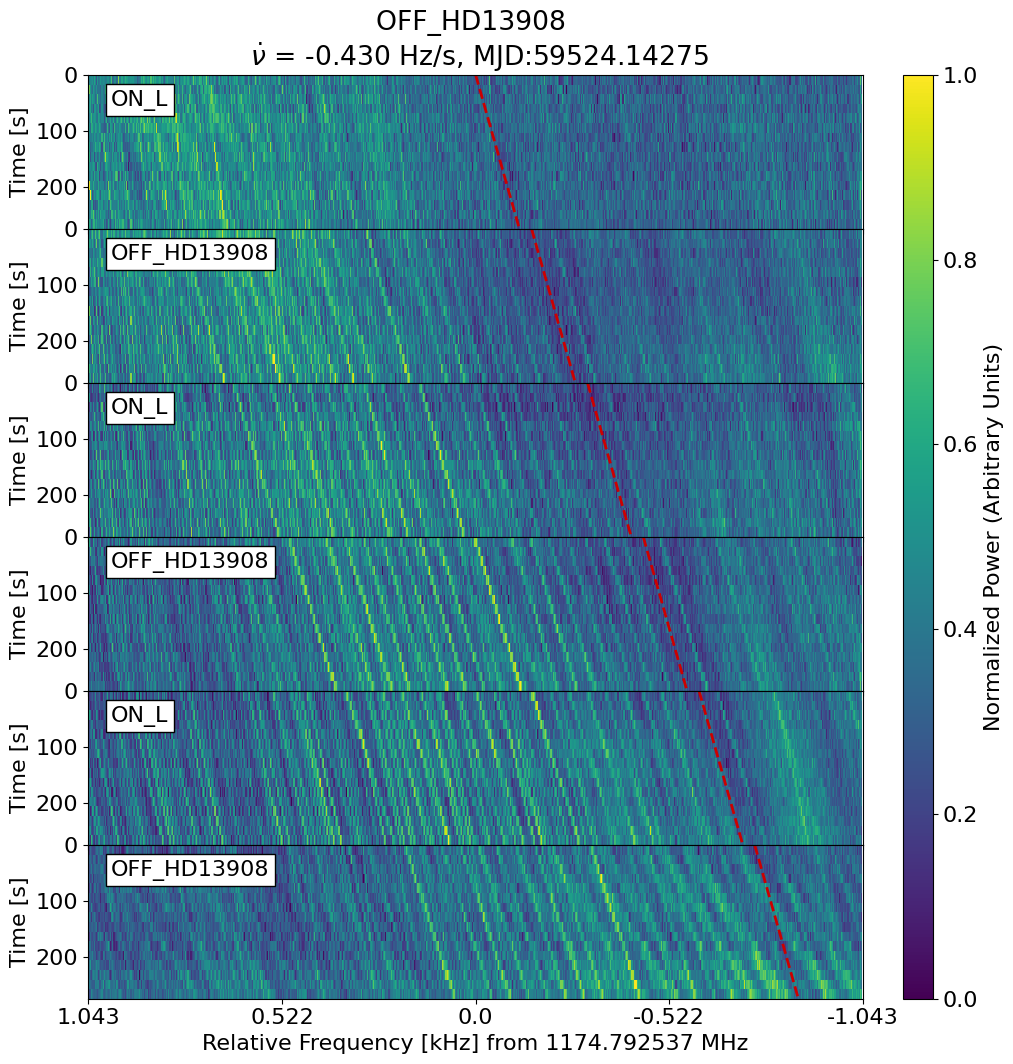 OFF_HD13908
ν̇ = -0.430 Hz/s, MJD:59524.14275
0
ON_L
100
200
Time [s]
0
OFF_HD13908
100
200
Time [s]
0
ON_L
100
200
Time [s]
0
OFF_HD13908
100
200
Time [s]
0
ON_L
100
200
Time [s]
0
OFF_HD13908
100
200
Time [s]
1.043 0.522 0.0 -0.522 -1.043
Relative Frequency [kHz] from 1174.792537 MHz
1.0
0.8
0.6
0.4
0.2
0.0
Normalized Power (Arbitrary Units)